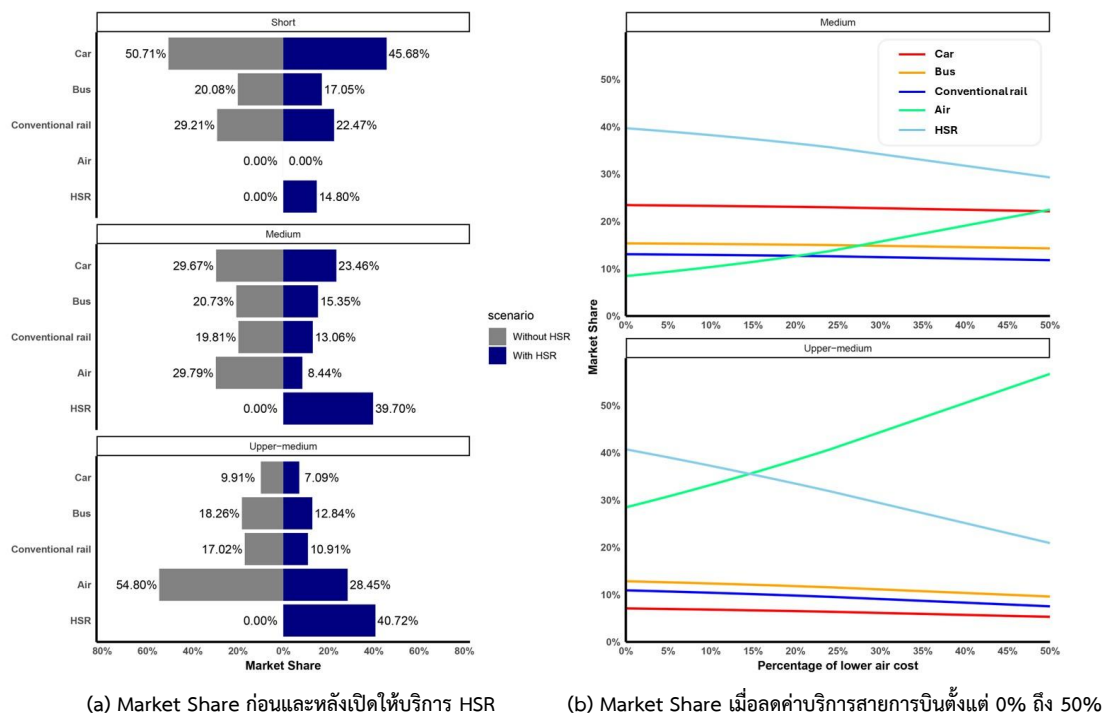 Short
Car 50.71% 45.68%
Bus 20.08% 17.05%
Conventional rail 29.21% 22.47%
Air 0.00% 0.00%
HSR 0.00% 14.80%
Medium
Car 29.67% 23.46%
Bus 20.73% 15.35%
Conventional rail 19.81% 13.06%
Air 29.79% 8.44%
HSR 0.00% 39.70%
Upper-medium
Car 9.91% 7.09%
Bus 18.26% 12.84%
Conventional rail 17.02% 10.91%
Air 54.80% 28.45%
HSR 0.00% 40.72%
80% 60% 40% 20% 0% 20% 40% 60% 80%
Market Share
scenario
Without HSR
With HSR
(a) Market Share ก่อนและหลังเปิดให้บริการ HSR
Market Share
Medium
Car
Bus
Conventional rail
Air
HSR
50%
40%
30%
20%
10%
0%
0% 5% 10% 15% 20% 25% 30% 35% 40% 45% 50%
Upper-medium
50%
40%
30%
20%
10%
0%
0% 5% 10% 15% 20% 25% 30% 35% 40% 45% 50%
Percentage of lower air cost
(b) Market Share เมื่อลดค่าบริการสายการบินตั้งแต่ 0% ถึง 50%